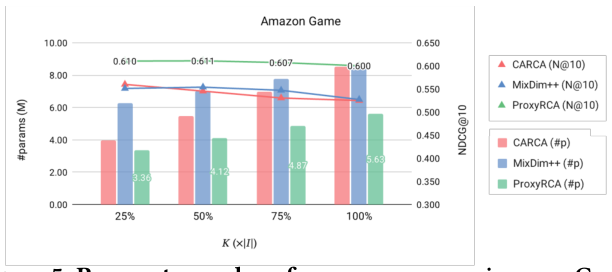 Amazon Game
10.00
8.00
6.00
4.00
2.00
0.00
#params (M)
0.610
0.611
0.607
0.600
3.36
4.12
4.87
5.63
0.650
0.600
0.550
0.500
0.450
0.400
0.350
0.300
NDCG@10
25%
50%
75%
100%
K (×|I|)
CARCA (N@10)
MixDim++ (N@10)
ProxyRCA (N@10)
CARCA (#p)
MixDim++ (#p)
ProxyRCA (#p)